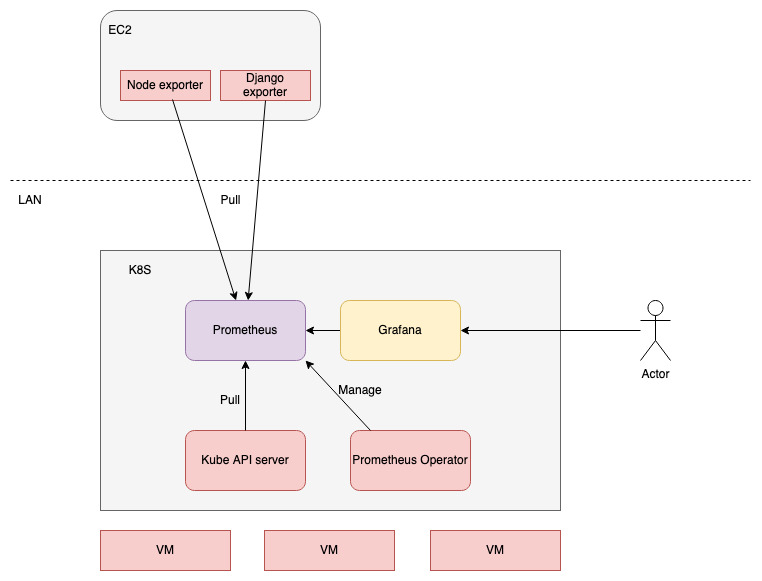 EC2
Node exporter
Django
exporter
LAN
Pull
K8S
Prometheus
Grafana
Actor
Pull
Manage
Kube API server
Prometheus Operator
VM
VM
VM